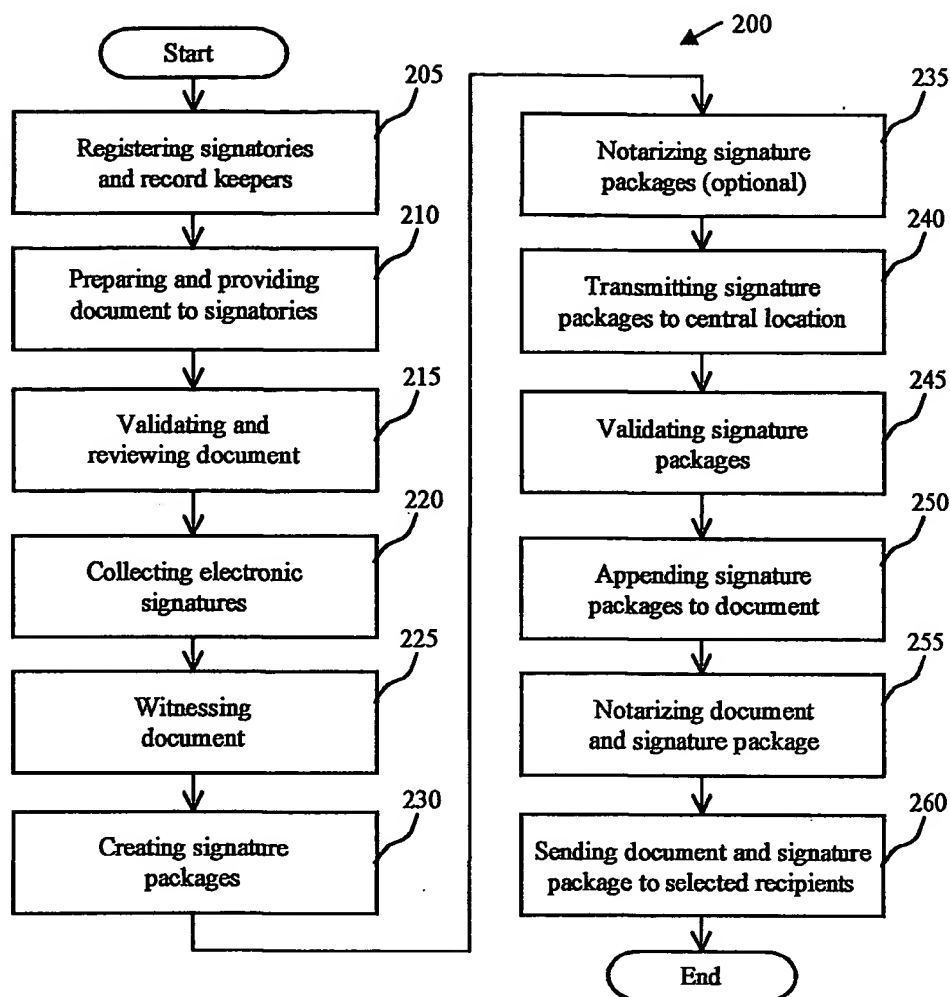 200
Start
205
Registering signatories
and record keepers
210
Preparing and providing
document to signatories
215
Validating and
reviewing document
220
Collecting electronic
signatures
225
Witnessing
document
230
Creating signature
packages
235
Notarizing signature
packages (optional)
240
Transmitting signature
packages to central location
245
Validating signature
packages
250
Appending signature
packages to document
255
Notarizing document
and signature package
260
Sending document and signature
package to selected recipients
End